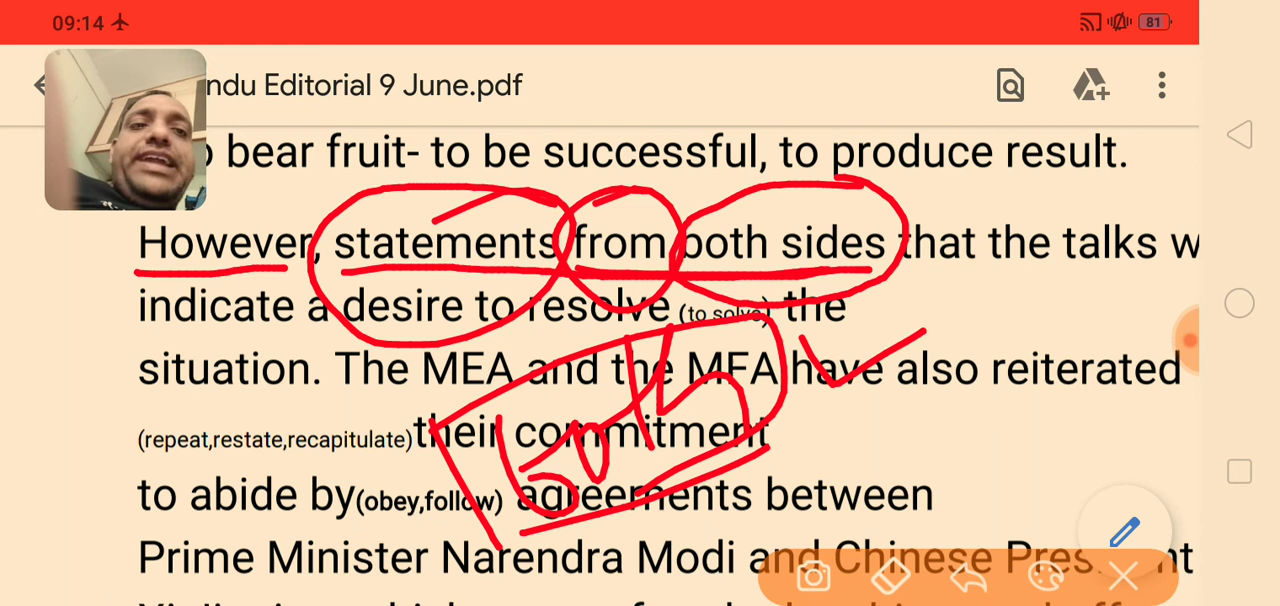 09:14
81
ndu Editorial 9 June.pdf
bear fruit- to be successful, to produce result.
However, statements from both sides that the talks w
indicate a desire to resolve (to solve) the
situation. The MEA and the MFA have also reiterated
(repeat,restate,recapitulate)their commitment
both
to abide by(obey,follow) agreements between
Prime Minister Narendra Modi and Chinese